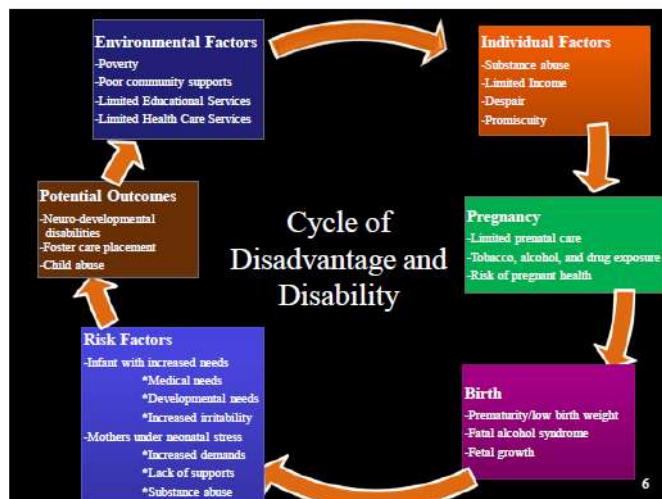 Environmental Factors
-Poverty
-Poor community supports
-Limited Educational Services
-Limited Health Care Services
Individual Factors
-Substance abuse
-Limited Income
-Despair
-Promiscuity
Pregnancy
-Limited prenatal care
-Tobacco, alcohol, and drug exposure
-Risk of pregnant health
Birth
-Prematurity/low birth weight
-Fatal alcohol syndrome
-Fetal growth
Risk Factors
-Infant with increased needs
*Medical needs
*Developmental needs
*Increased irritability
-Mothers under neonatal stress
*Increased demands
*Lack of supports
*Substance abuse
Potential Outcomes
-Neuro-developmental
disabilities
-Foster care placement
-Child abuse
Cycle of
Disadvantage and
Disability
6